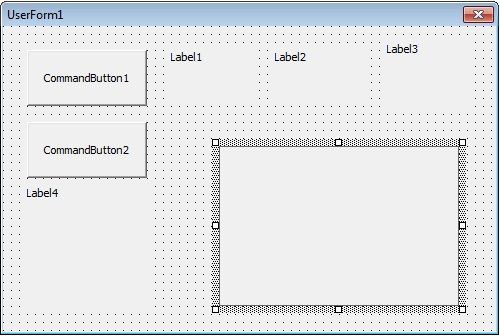 UserForm1
CommandButton1
Label1
Label2
Label3
CommandButton2
Label4